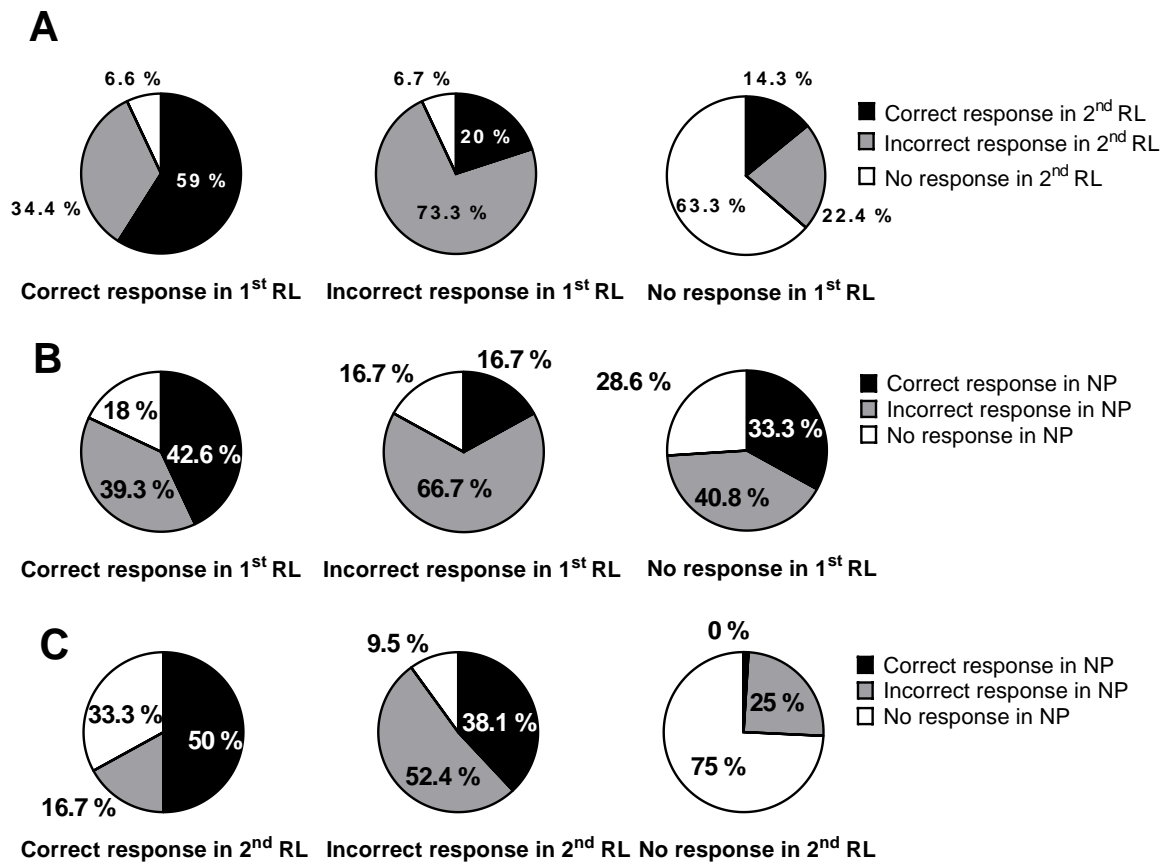 A
6.6 %
34.4 %
59 %
6.7 %
20 %
73.3 %
14.3 %
63.3 %
22.4 %
Correct response in 2nd RL
Incorrect response in 2nd RL
No response in 2nd RL
Correct response in 1st RL
Incorrect response in 1st RL
No response in 1st RL
B
18 %
42.6 %
39.3 %
16.7 %
16.7 %
66.7 %
28.6 %
33.3 %
40.8 %
Correct response in NP
Incorrect response in NP
No response in NP
Correct response in 1st RL
Incorrect response in 1st RL
No response in 1st RL
C
33.3 %
50 %
16.7 %
9.5 %
38.1 %
52.4 %
0 %
25 %
75 %
Correct response in NP
Incorrect response in NP
No response in NP
Correct response in 2nd RL
Incorrect response in 2nd RL
No response in 2nd RL